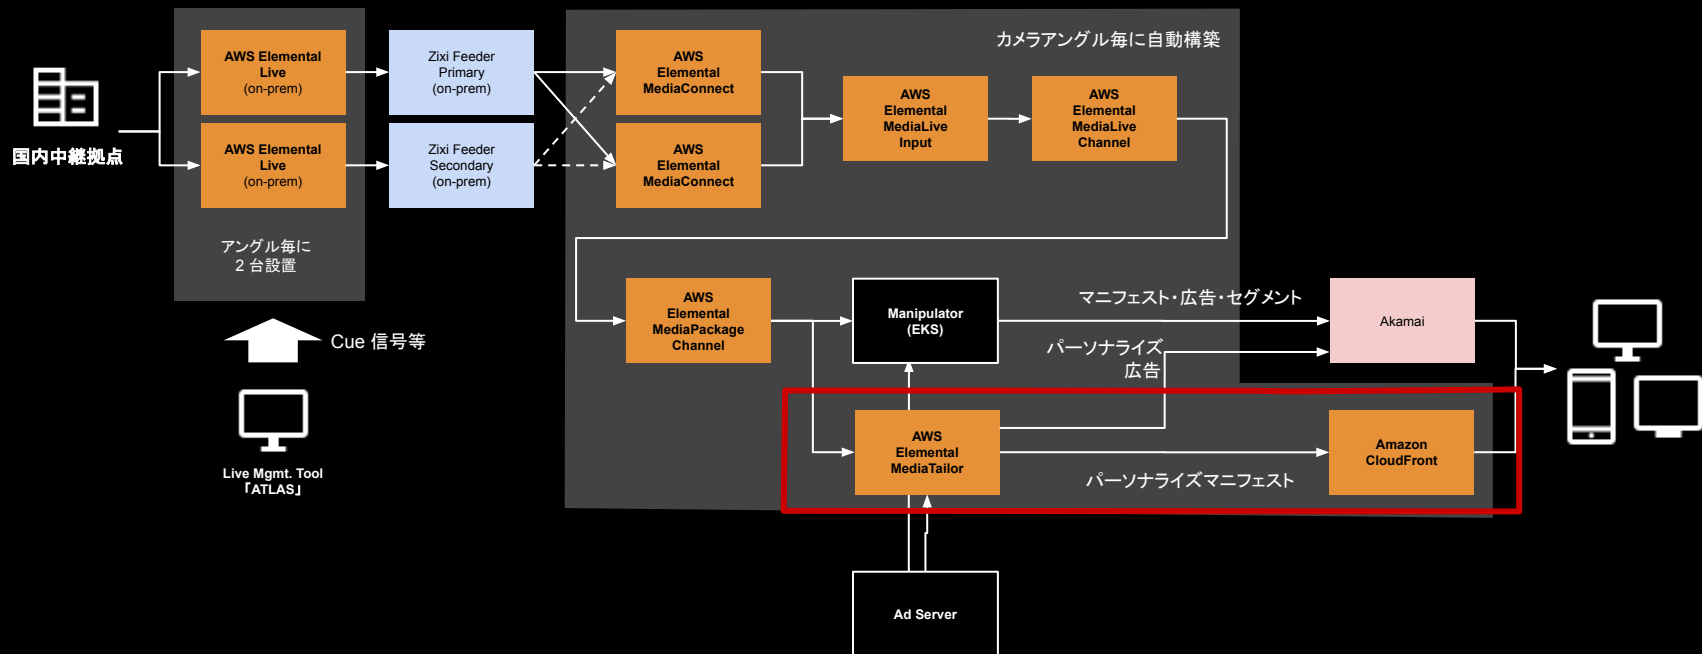 国内中継拠点
AWS Elemental
Live
(on-prem)
AWS Elemental
Live
(on-prem)
アングル毎に
2 台設置
Zixi Feeder
Primary
(on-prem)
Zixi Feeder
Secondary
(on-prem)
カメラアングル毎に自動構築
AWS
Elemental
MediaConnect
AWS
Elemental
MediaConnect
AWS
Elemental
MediaLive
Input
AWS
Elemental
MediaLive
Channel
Cue 信号等
Live Mgmt. Tool
「ATLAS」
AWS
Elemental
MediaPackage
Channel
Manipulator
(EKS)
マニフェスト・広告・セグメント
Akamai
パーソナライズ
広告
AWS
Elemental
MediaTailor
パーソナライズマニフェスト
Amazon
CloudFront
Ad Server